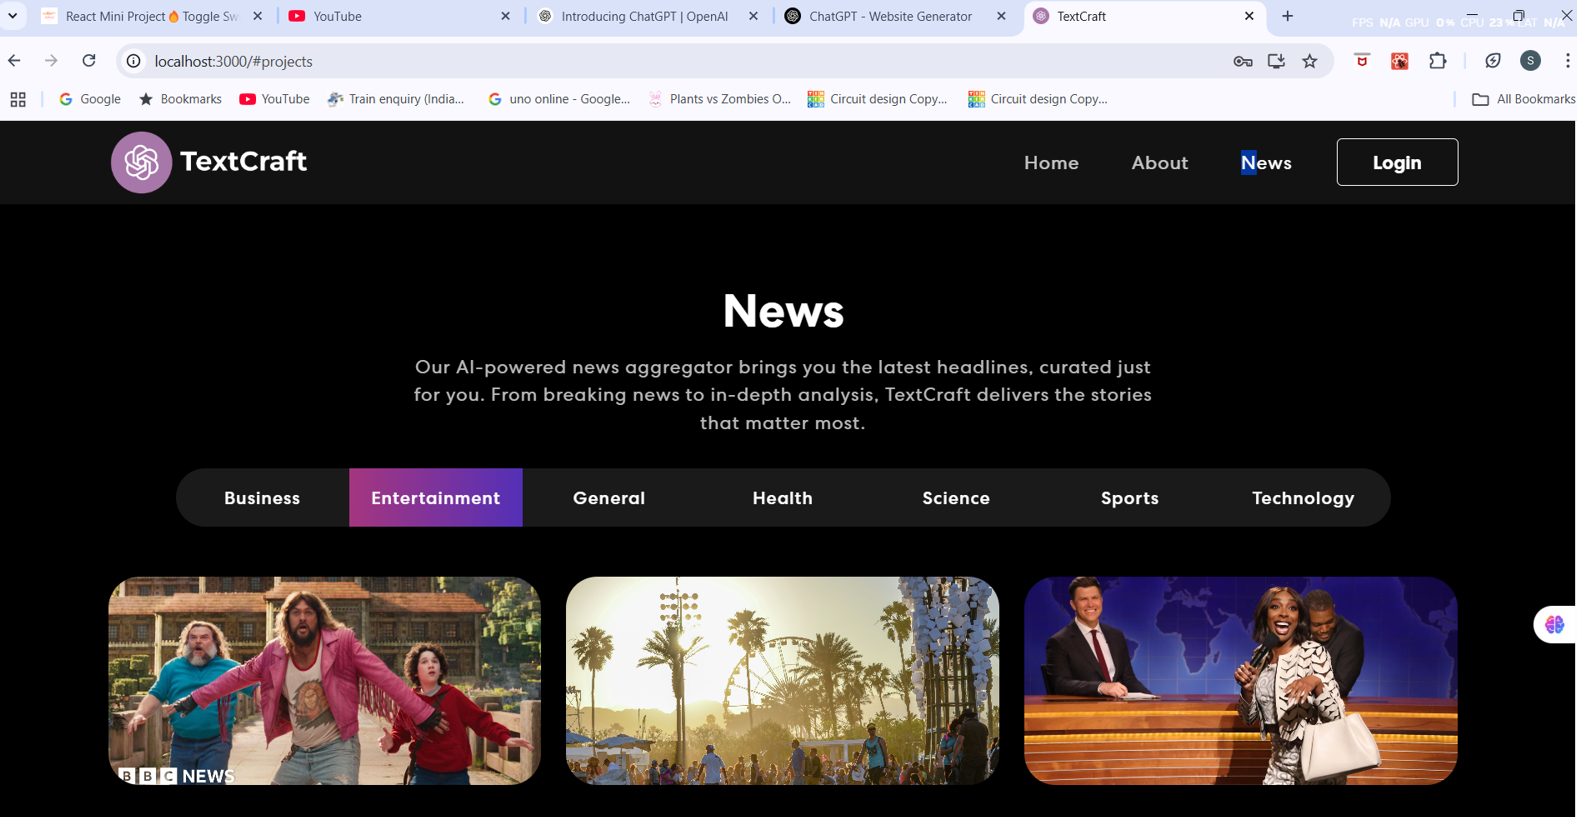 React Mini Project🔥 Toggle Sw
YouTube
Introducing ChatGPT | OpenAI
ChatGPT - Website Generator
TextCraft
FPS N/A GPU 0% CPU 23% LAT N/A
localhost:3000/#projects
S
Google
Bookmarks
YouTube
Train enquiry (India...
uno online - Google...
Plants vs Zombies O...
Circuit design Copy...
Circuit design Copy...
All Bookmarks
TextCraft
Home
About
News
Login
News
Our AI-powered news aggregator brings you the latest headlines, curated just
for you. From breaking news to in-depth analysis, TextCraft delivers the stories
that matter most.
Business
Entertainment
General
Health
Science
Sports
Technology
BBC NEWS